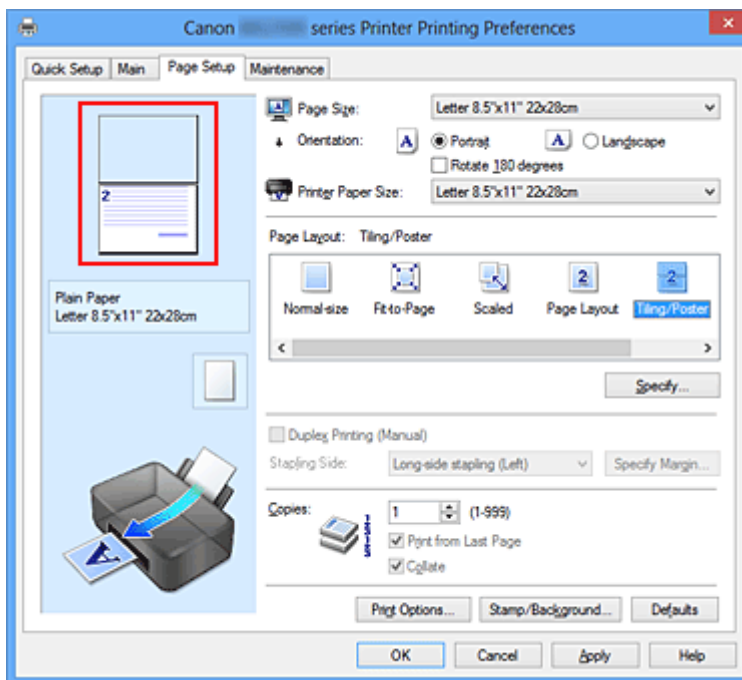 Canon series Printer Printing Preferences
Quick Setup Main Page Setup Maintenance
2
Plain Paper
Letter 8.5"x11" 22x28cm
A
Page Size: Letter 8.5"x11" 22x28cm
Orientation: A Portrait A Landscape
Rotate 180 degrees
Printer Paper Size: Letter 8.5"x11" 22x28cm
Page Layout: Tiling/Poster
2 2
Normal-size Fit-to-Page Scaled Page Layout Tiling/Poster
Specify...
Duplex Printing (Manual)
Stapling Side: Long-side stapling (Left) Specify Margin...
Copies: 1 (1-999)
Print from Last Page
Collate
Print Options... Stamp/Background... Defaults
OK Cancel Apply Help